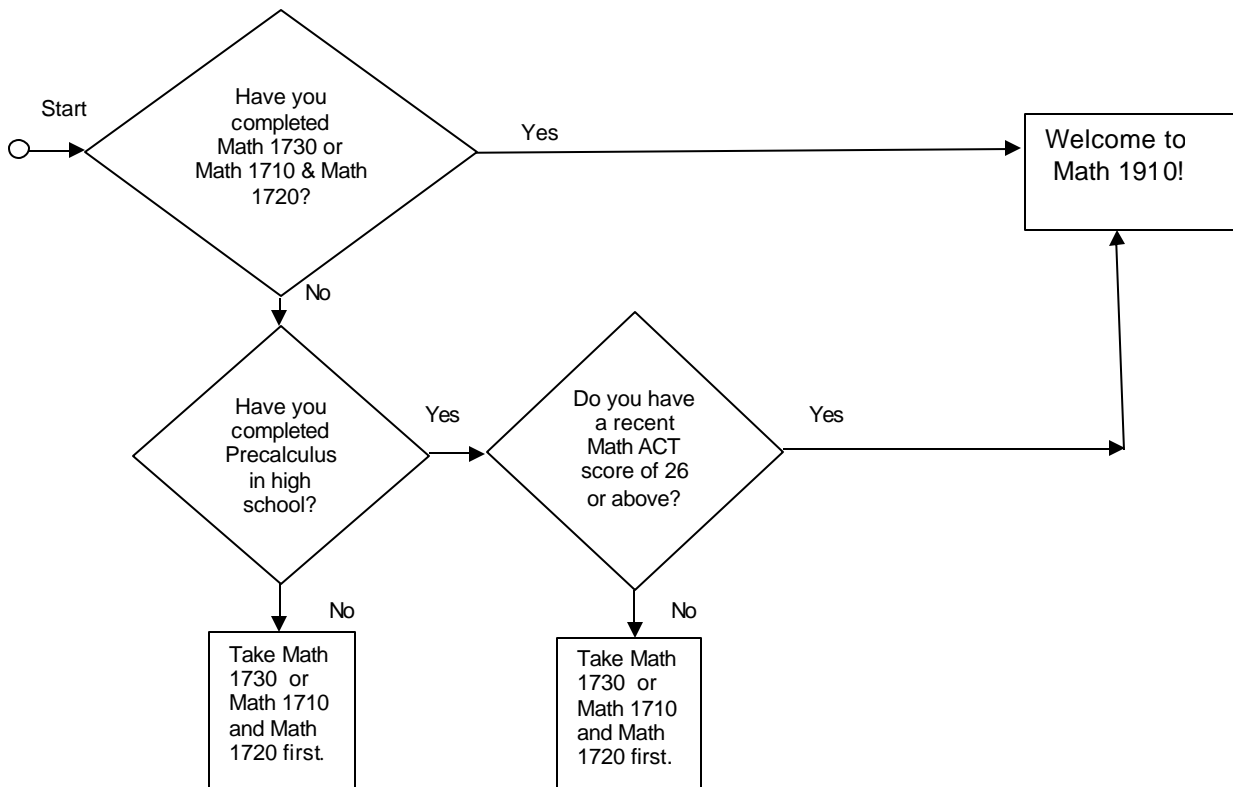 Start
Have you
completed
Math 1730 or
Math 1710 & Math
1720?
Yes
Welcome to
Math 1910!
No
Have you
completed
Precalculus
in high
school?
Yes
Do you have
a recent
Math ACT
score of 26
or above?
Yes
No
Take Math
1730 or
Math 1710
and Math
1720 first.
No
Take Math
1730 or
Math 1710
and Math
1720 first.